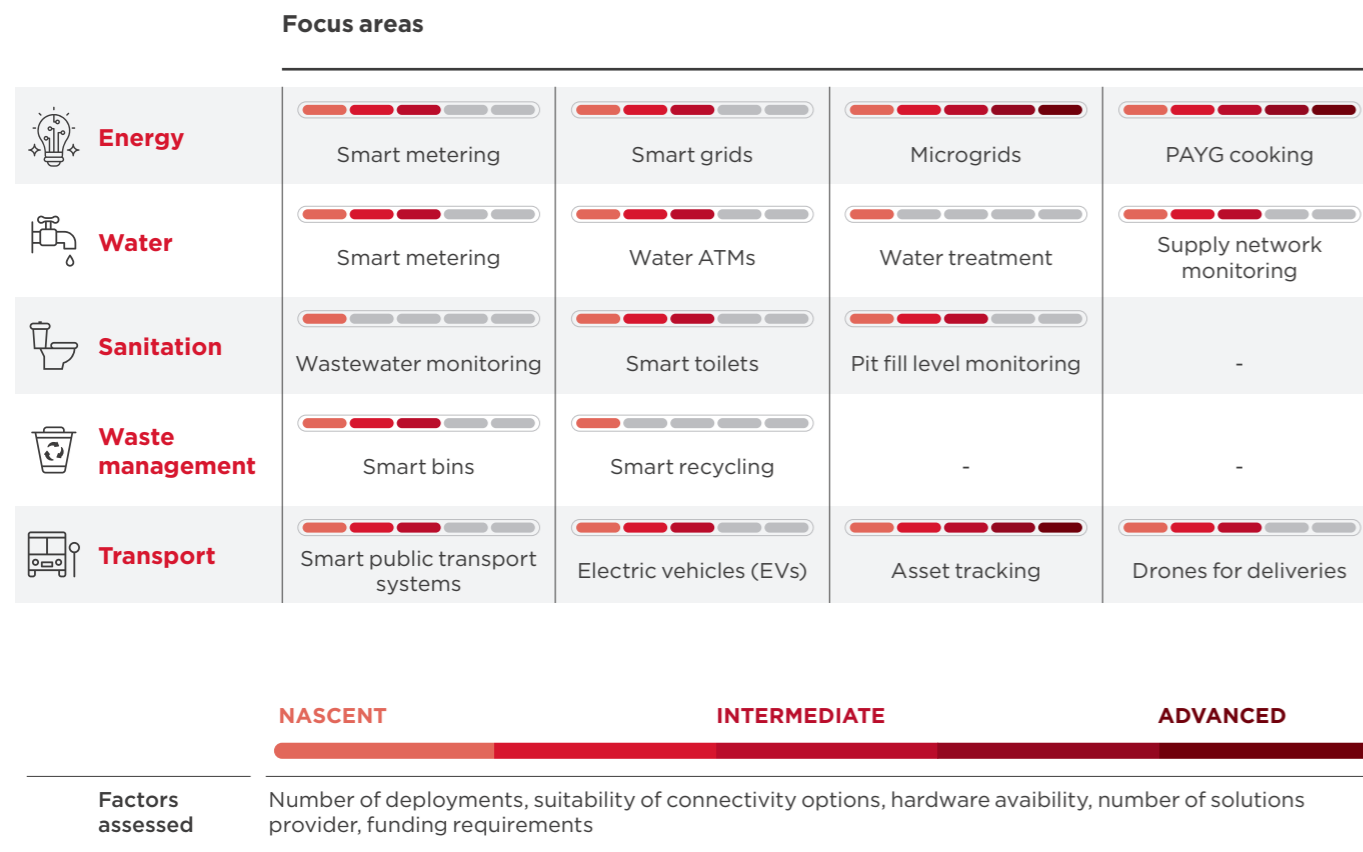 Focus areas
Energy
Smart metering
Smart grids
Microgrids
PAYG cooking
Water
Smart metering
Water ATMs
Water treatment
Supply network
monitoring
Sanitation
Wastewater monitoring
Smart toilets
Pit fill level monitoring
-
Waste
management
Smart bins
Smart recycling
-
-
Transport
Smart public transport
systems
Electric vehicles (EVs)
Asset tracking
Drones for deliveries
NASCENT
INTERMEDIATE
ADVANCED
Factors
assessed
Number of deployments, suitability of connectivity options, hardware avaibility, number of solutions
provider, funding requirements